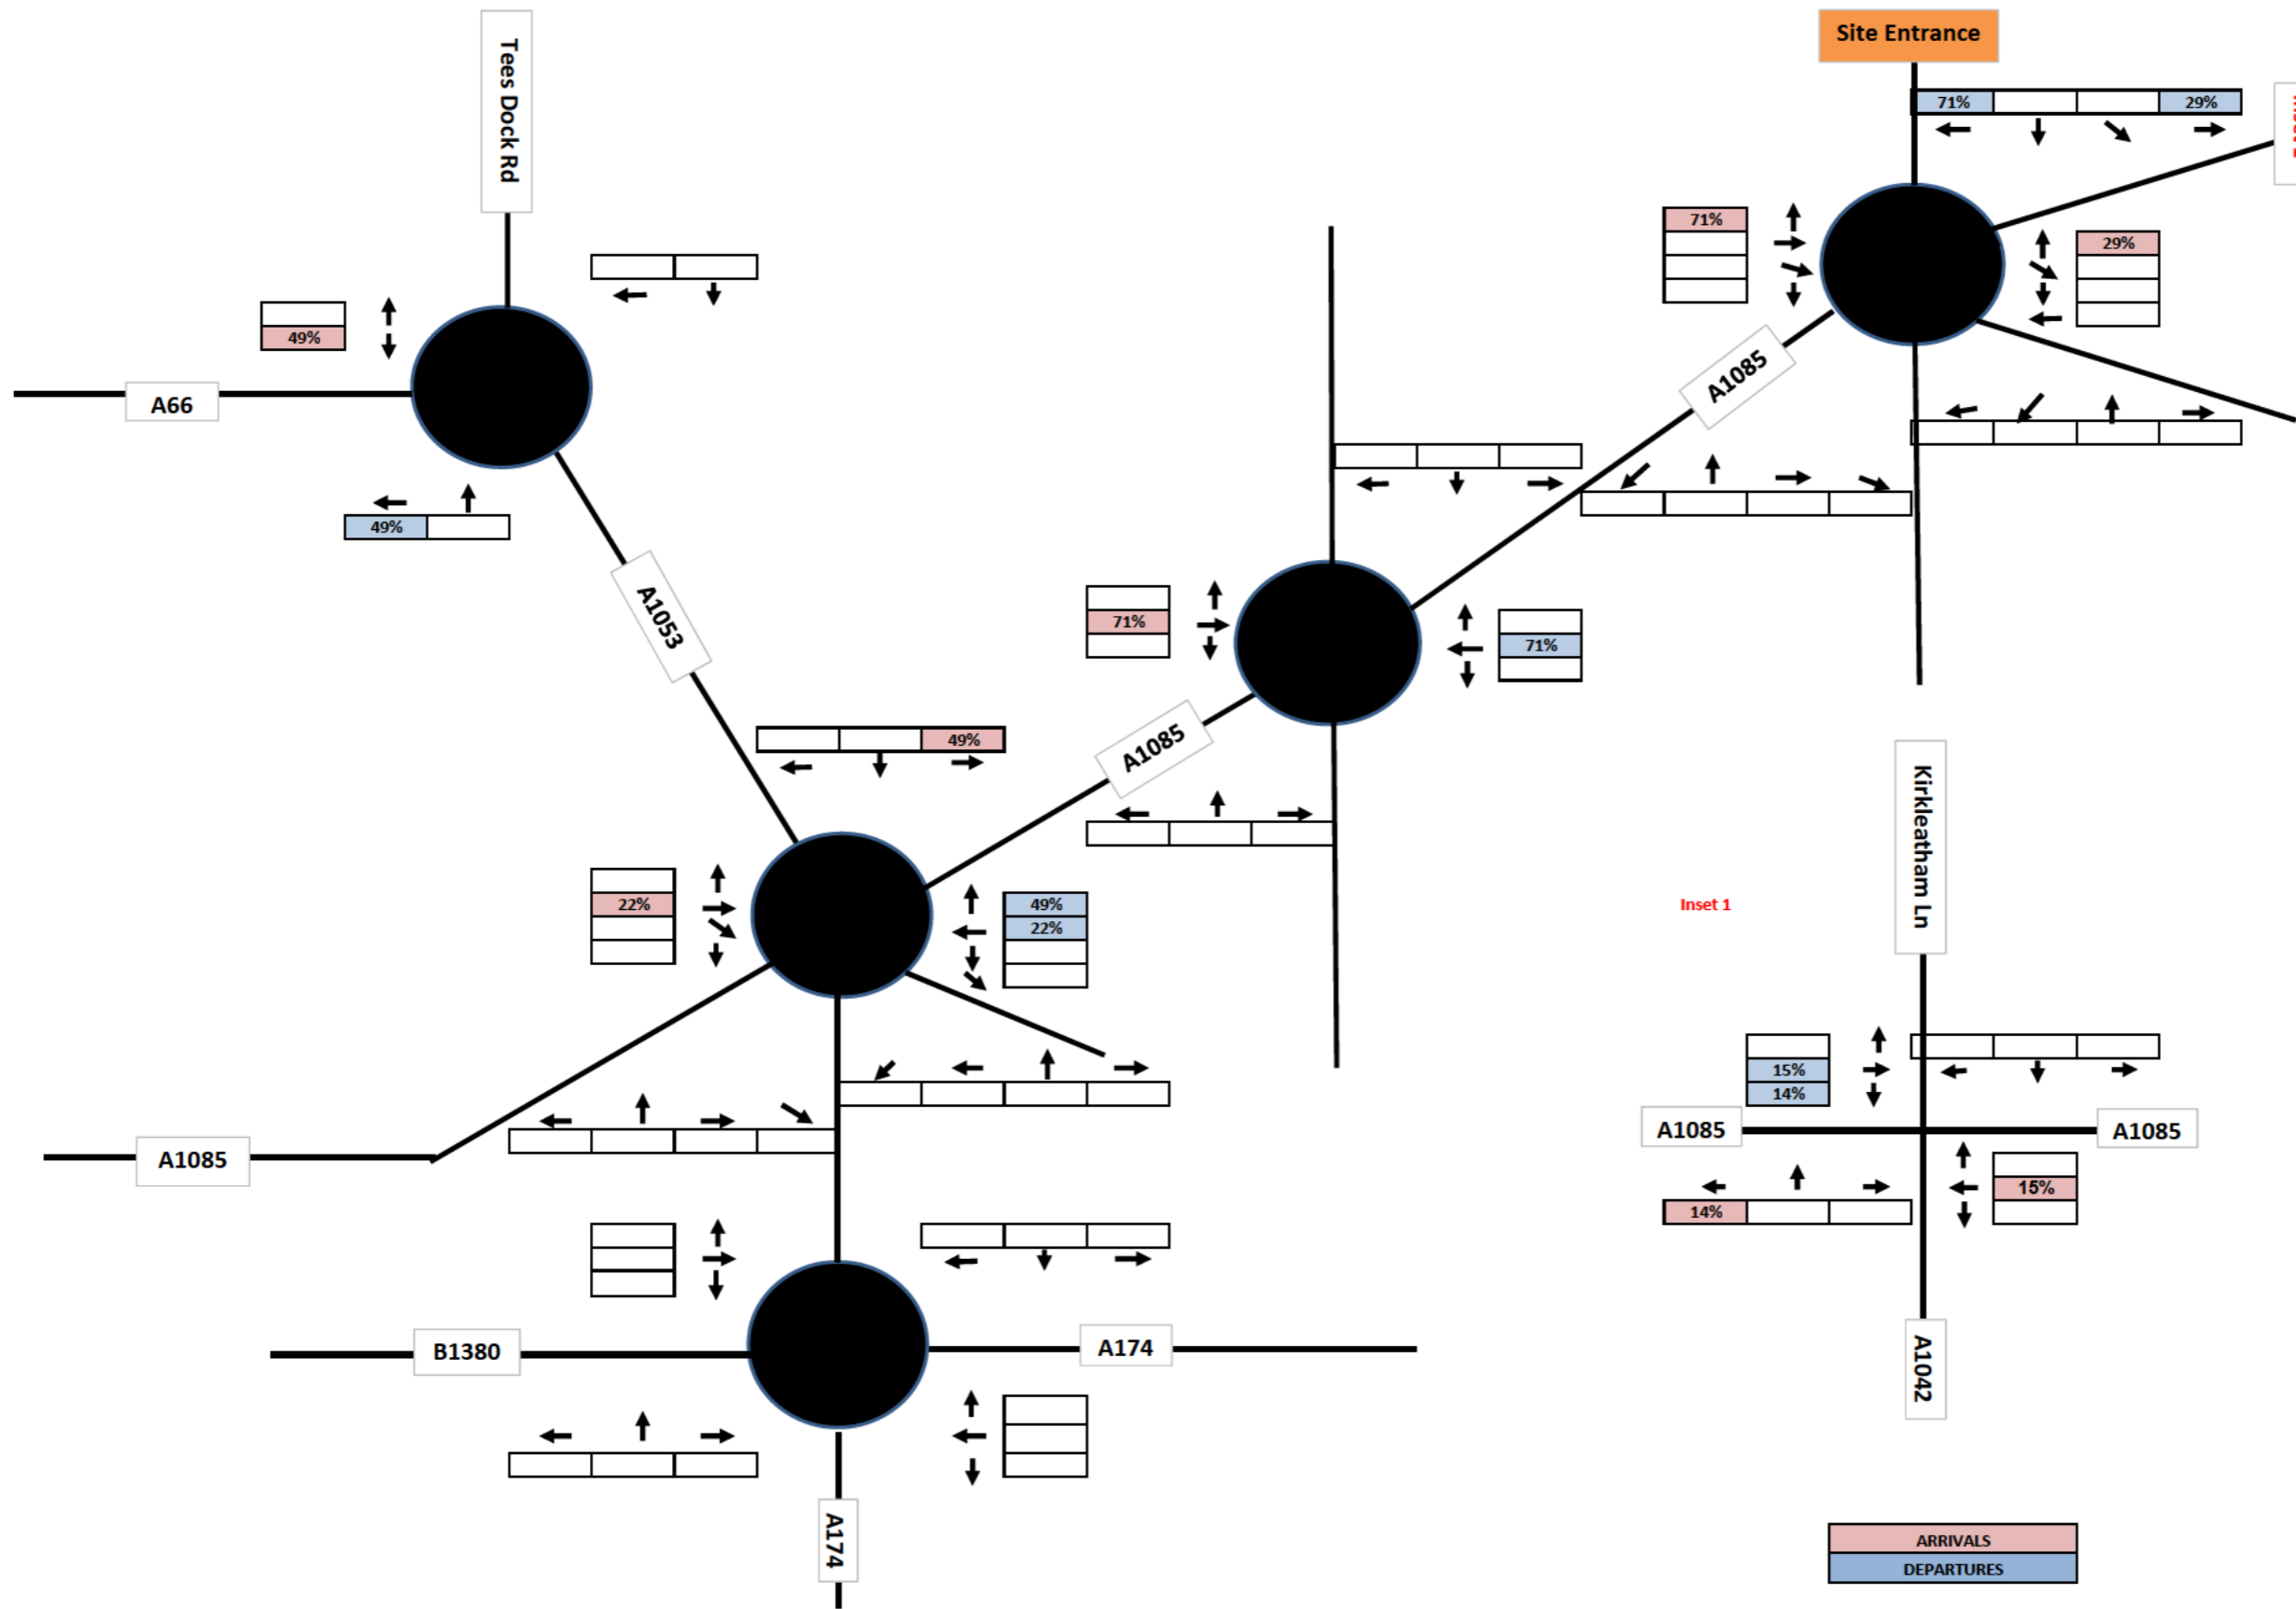 Site Entrance
Tees Dock Rd
71%
29%
71%
29%
49%
A66
A1085
49%
A1053
71%
71%
49%
A1085
Kirkleatham Ln
22%
49%
22%
Inset 1
15%
14%
A1085
A1085
A1085
15%
14%
B1380
A174
A1042
A174
ARRIVALS
DEPARTURES